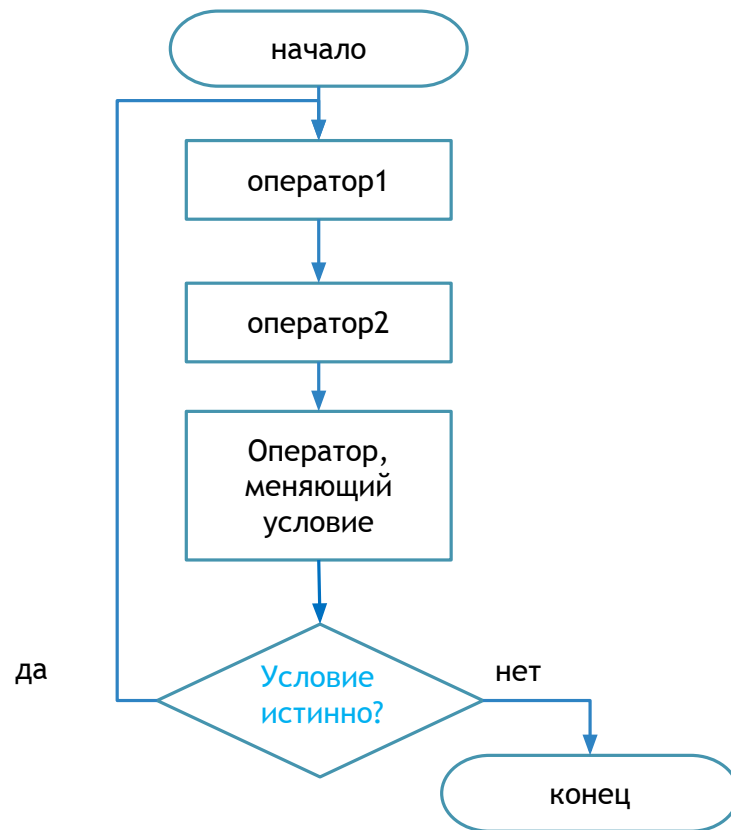 начало
оператор1
оператор2
Оператор,
меняющий
условие
да
Условие
истинно?
нет
конец